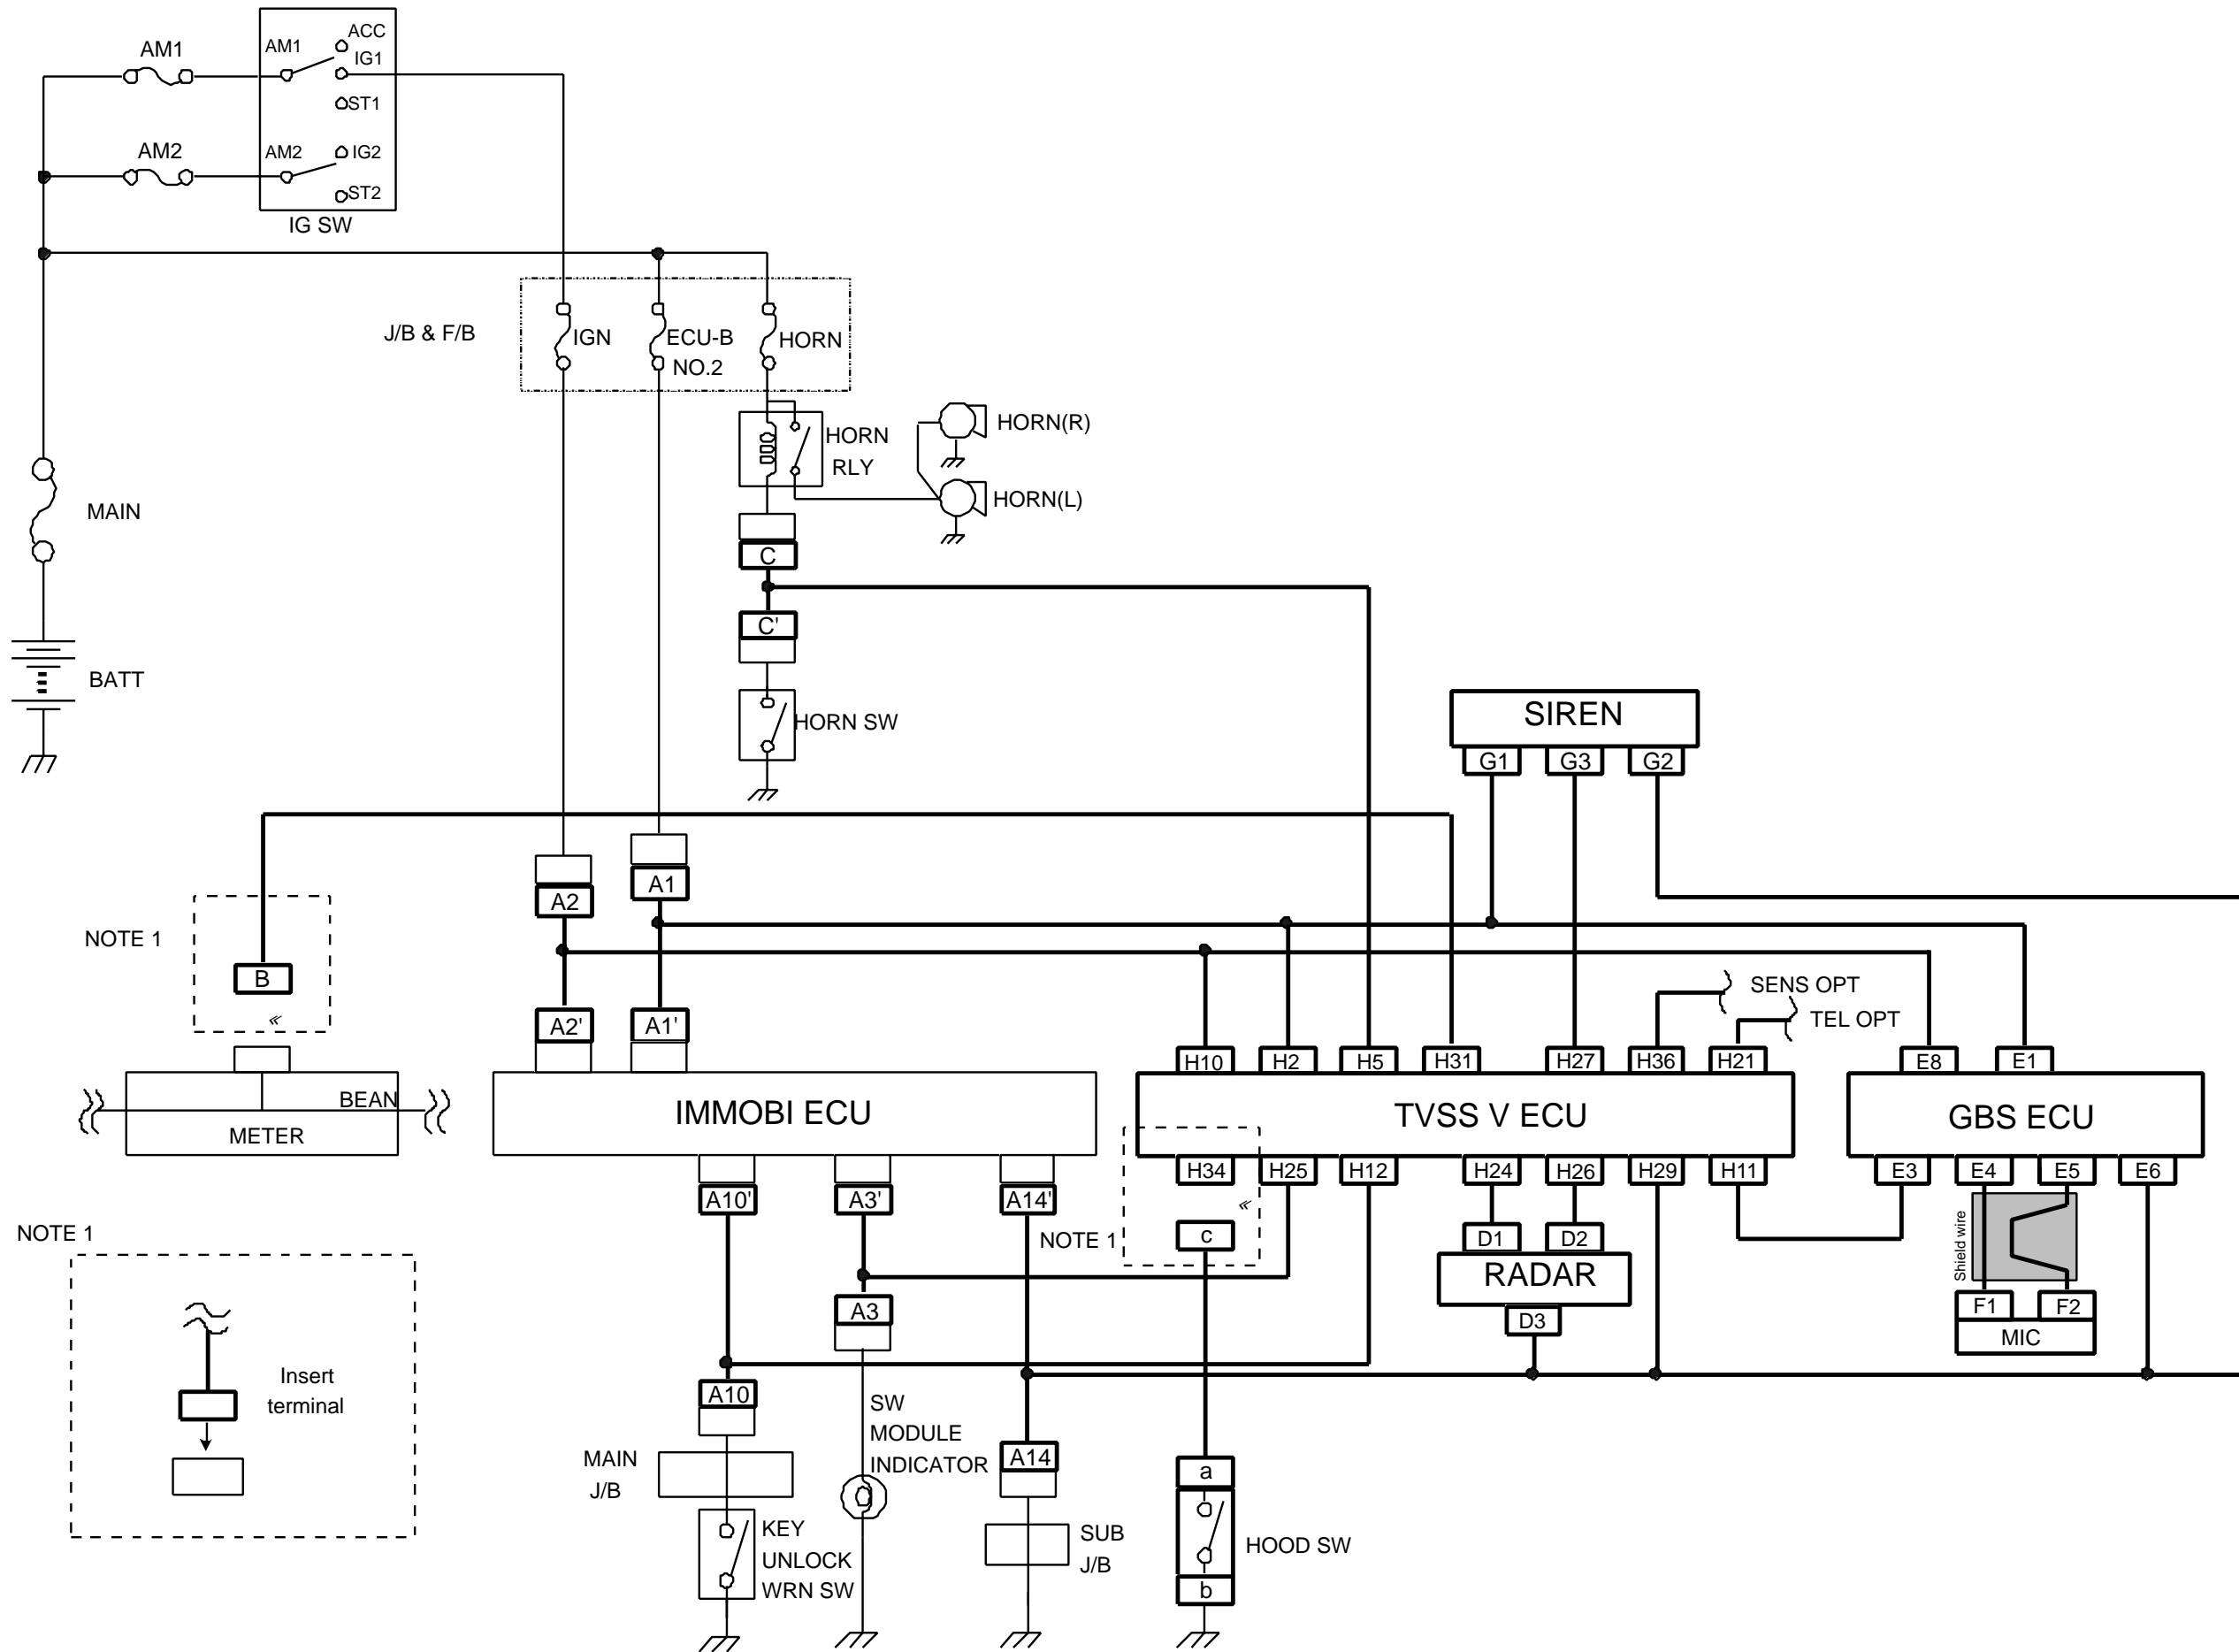 ACC
AM1
AM1
IG1
ST1
AM2
AM2
IG2
ST2
IG SW
J/B & F/B
IGN
ECU-B
NO.2
HORN
HORN
RLY
HORN(R)
HORN(L)
MAIN
C
C'
BATT
HORN SW
SIREN
G1
G3
G2
A1
A2
NOTE 1
B
SENS OPT
TEL OPT
A2'
A1'
H10
H2
H5
H31
H27
H36
H21
E8
E1
BEAN
METER
IMMOBI ECU
TVSS V ECU
GBS ECU
H34
H25
H12
H24
H26
H29
H11
E3
E4
E5
E6
A10'
A3'
A14'
NOTE 1
c
D1
D2
RADAR
D3
Shield wire
F1
F2
MIC
NOTE 1
Insert
terminal
A3
A10
SW
MODULE
INDICATOR
MAIN
J/B
A14
a
KEY
UNLOCK
WRN SW
SUB
J/B
HOOD SW
b